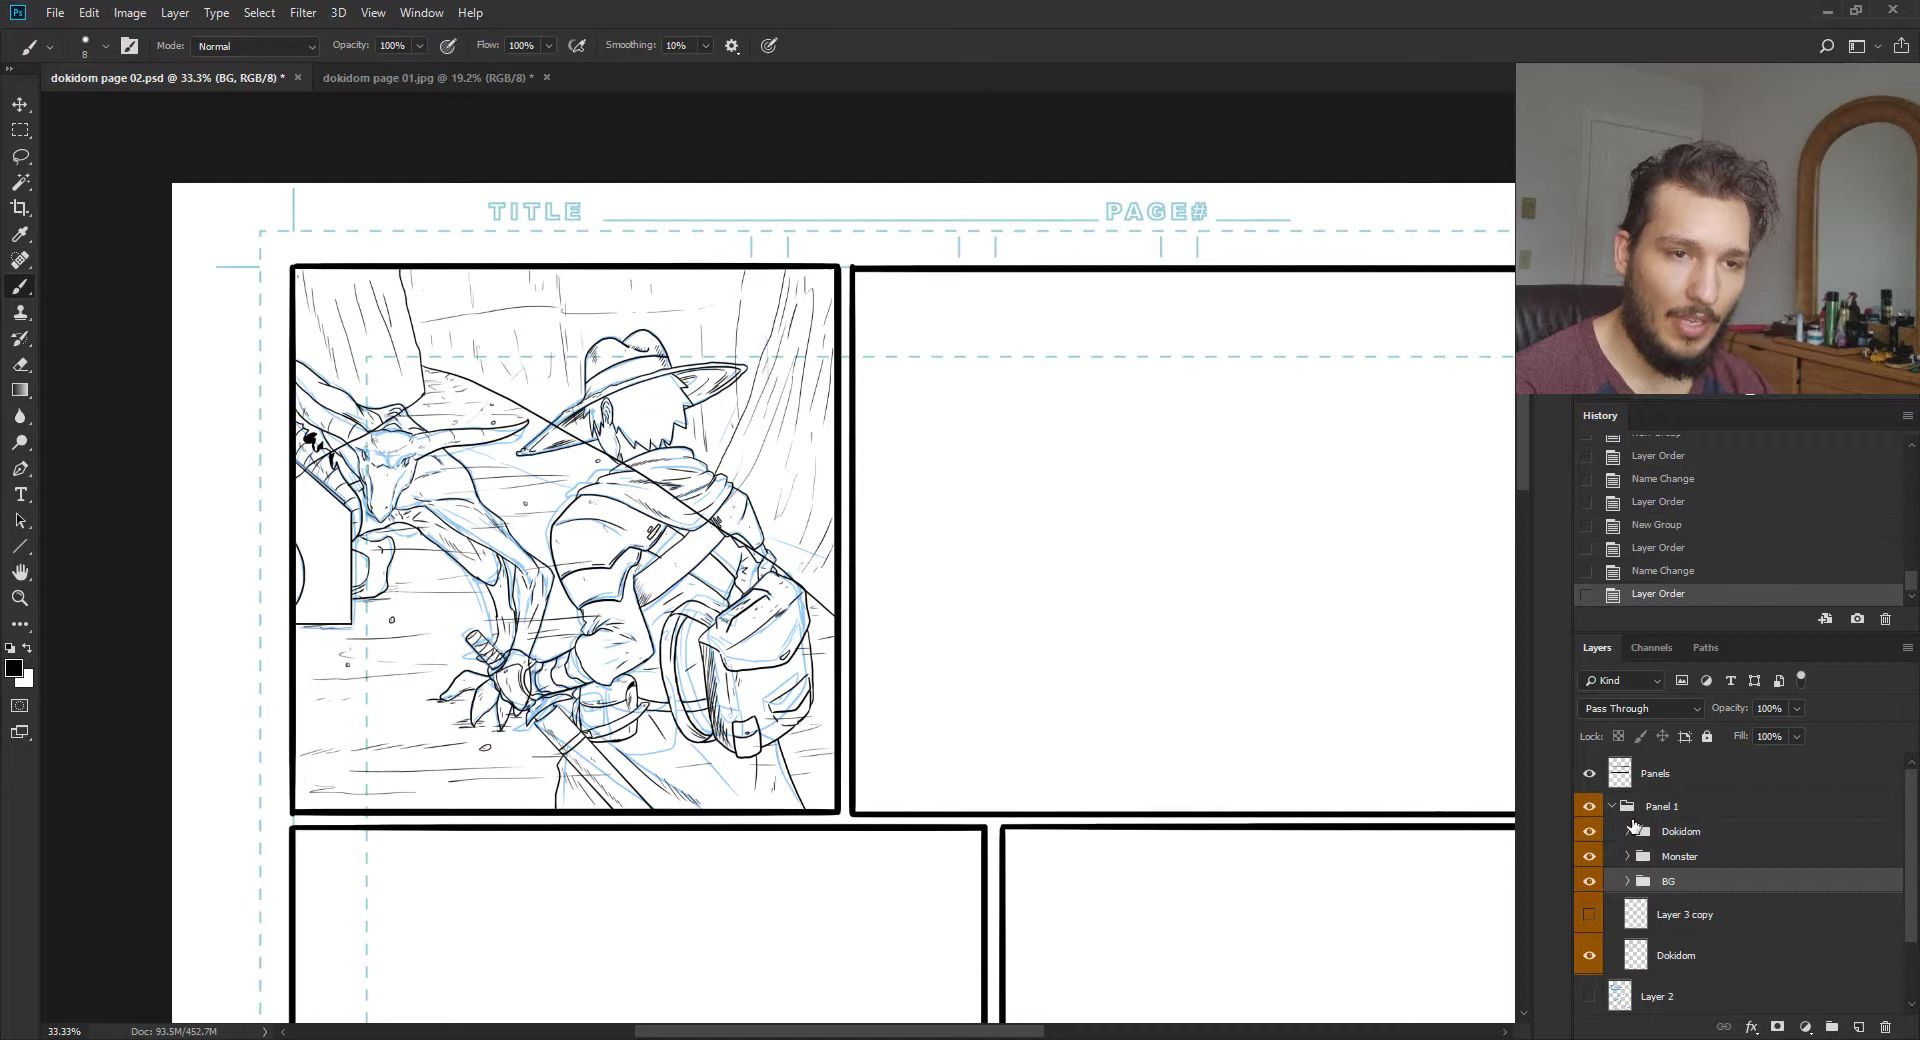 Ps File Edit Image Layer Type Select Filter 3D View Window Help
8 Mode: Normal Opacity: 100% Flow: 100% Smoothing: 10%
dokidom page 02.psd @ 33.3% (BG, RGB/8) * × dokidom page 01.jpg @ 19.2% (RGB/8) * ×
TITLE PAGE#
History
Layer Order
Name Change
Layer Order
New Group
Layer Order
Name Change
Layer Order
Layers Channels Paths
Kind
Pass Through Opacity: 100%
Lock: Fill: 100%
Panels
Panel 1
Dokidom
Monster
BG
Layer 3 copy
Dokidom
Layer 2
33.33% Doc: 93.5M/452.7M